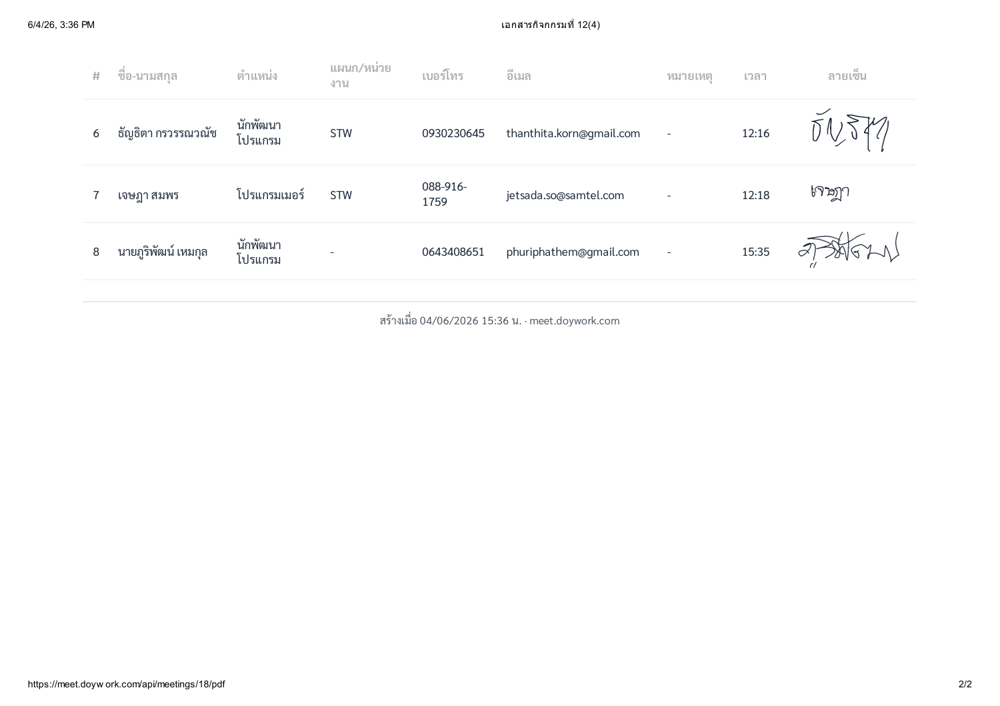 6/4/26, 3:36 PM เอกสารกิจกกรมที่ 12(4)
# ชื่อ-นามสกุล ตำแหน่ง แผนก/หน่วย
งาน เบอร์โทร อีเมล หมายเหตุ เวลา ลายเซ็น
6 ธัญธิตา กรวรรณวณัช นักพัฒนา
โปรแกรม STW 0930230645 thanthita.korn@gmail.com - 12:16 ธัญธิตา
7 เจษฎา สมพร โปรแกรมเมอร์ STW 088-916-
1759 jetsada.so@samtel.com - 12:18 เจษฎา
8 นายภูริพัฒน์ เหมกุล นักพัฒนา
โปรแกรม - 0643408651 phuriphathem@gmail.com - 15:35 ภูริพัฒน์
สร้างเมื่อ 04/06/2026 15:36 น. · meet.doywork.com
https://meet.doywork.com/api/meetings/18/pdf 2/2